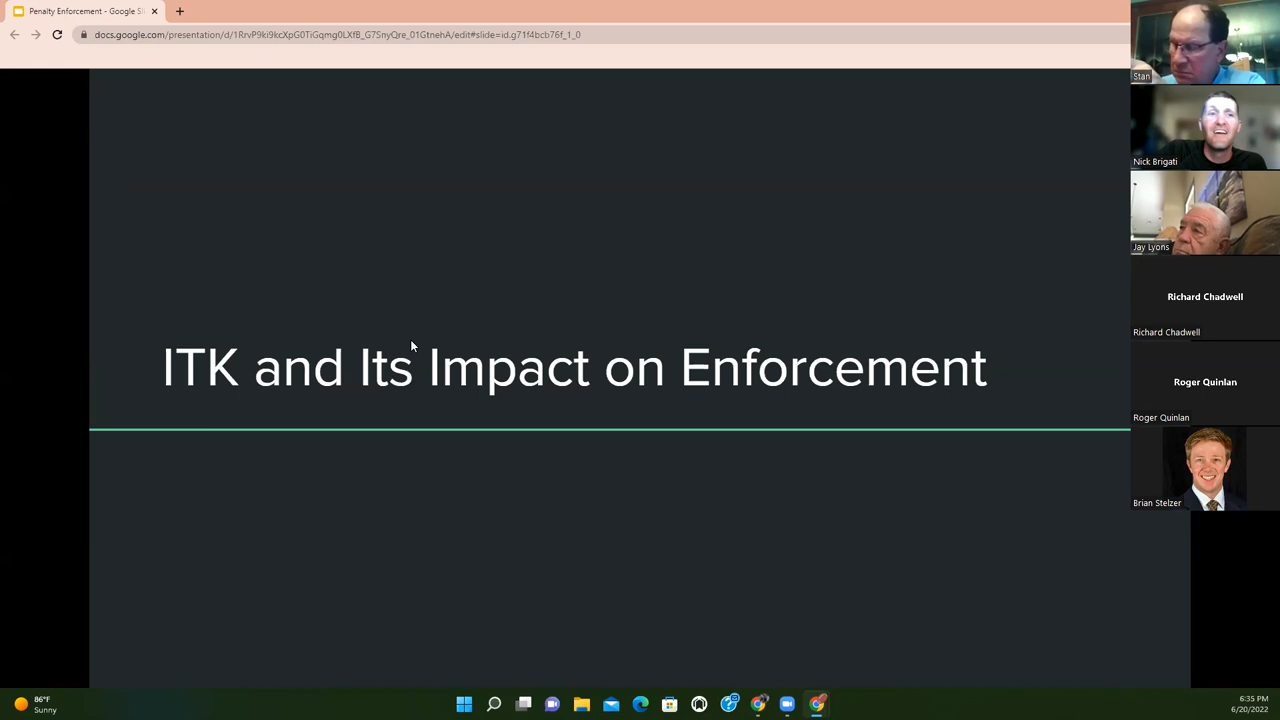 Penalty Enforcement - Google Sl
docs.google.com/presentation/d/1RrvP9ki9kcXpG0TiGqmg0LXfB_G7SnyQre_01GtnehA/edit#slide=id.g71f4bcb76f_1_0
ITK and Its Impact on Enforcement
Stan
Nick Brigati
Jay Lyons
Richard Chadwell
Richard Chadwell
Roger Quinlan
Roger Quinlan
Brian Stelzer
86°F
Sunny
6:35 PM
6/20/2022